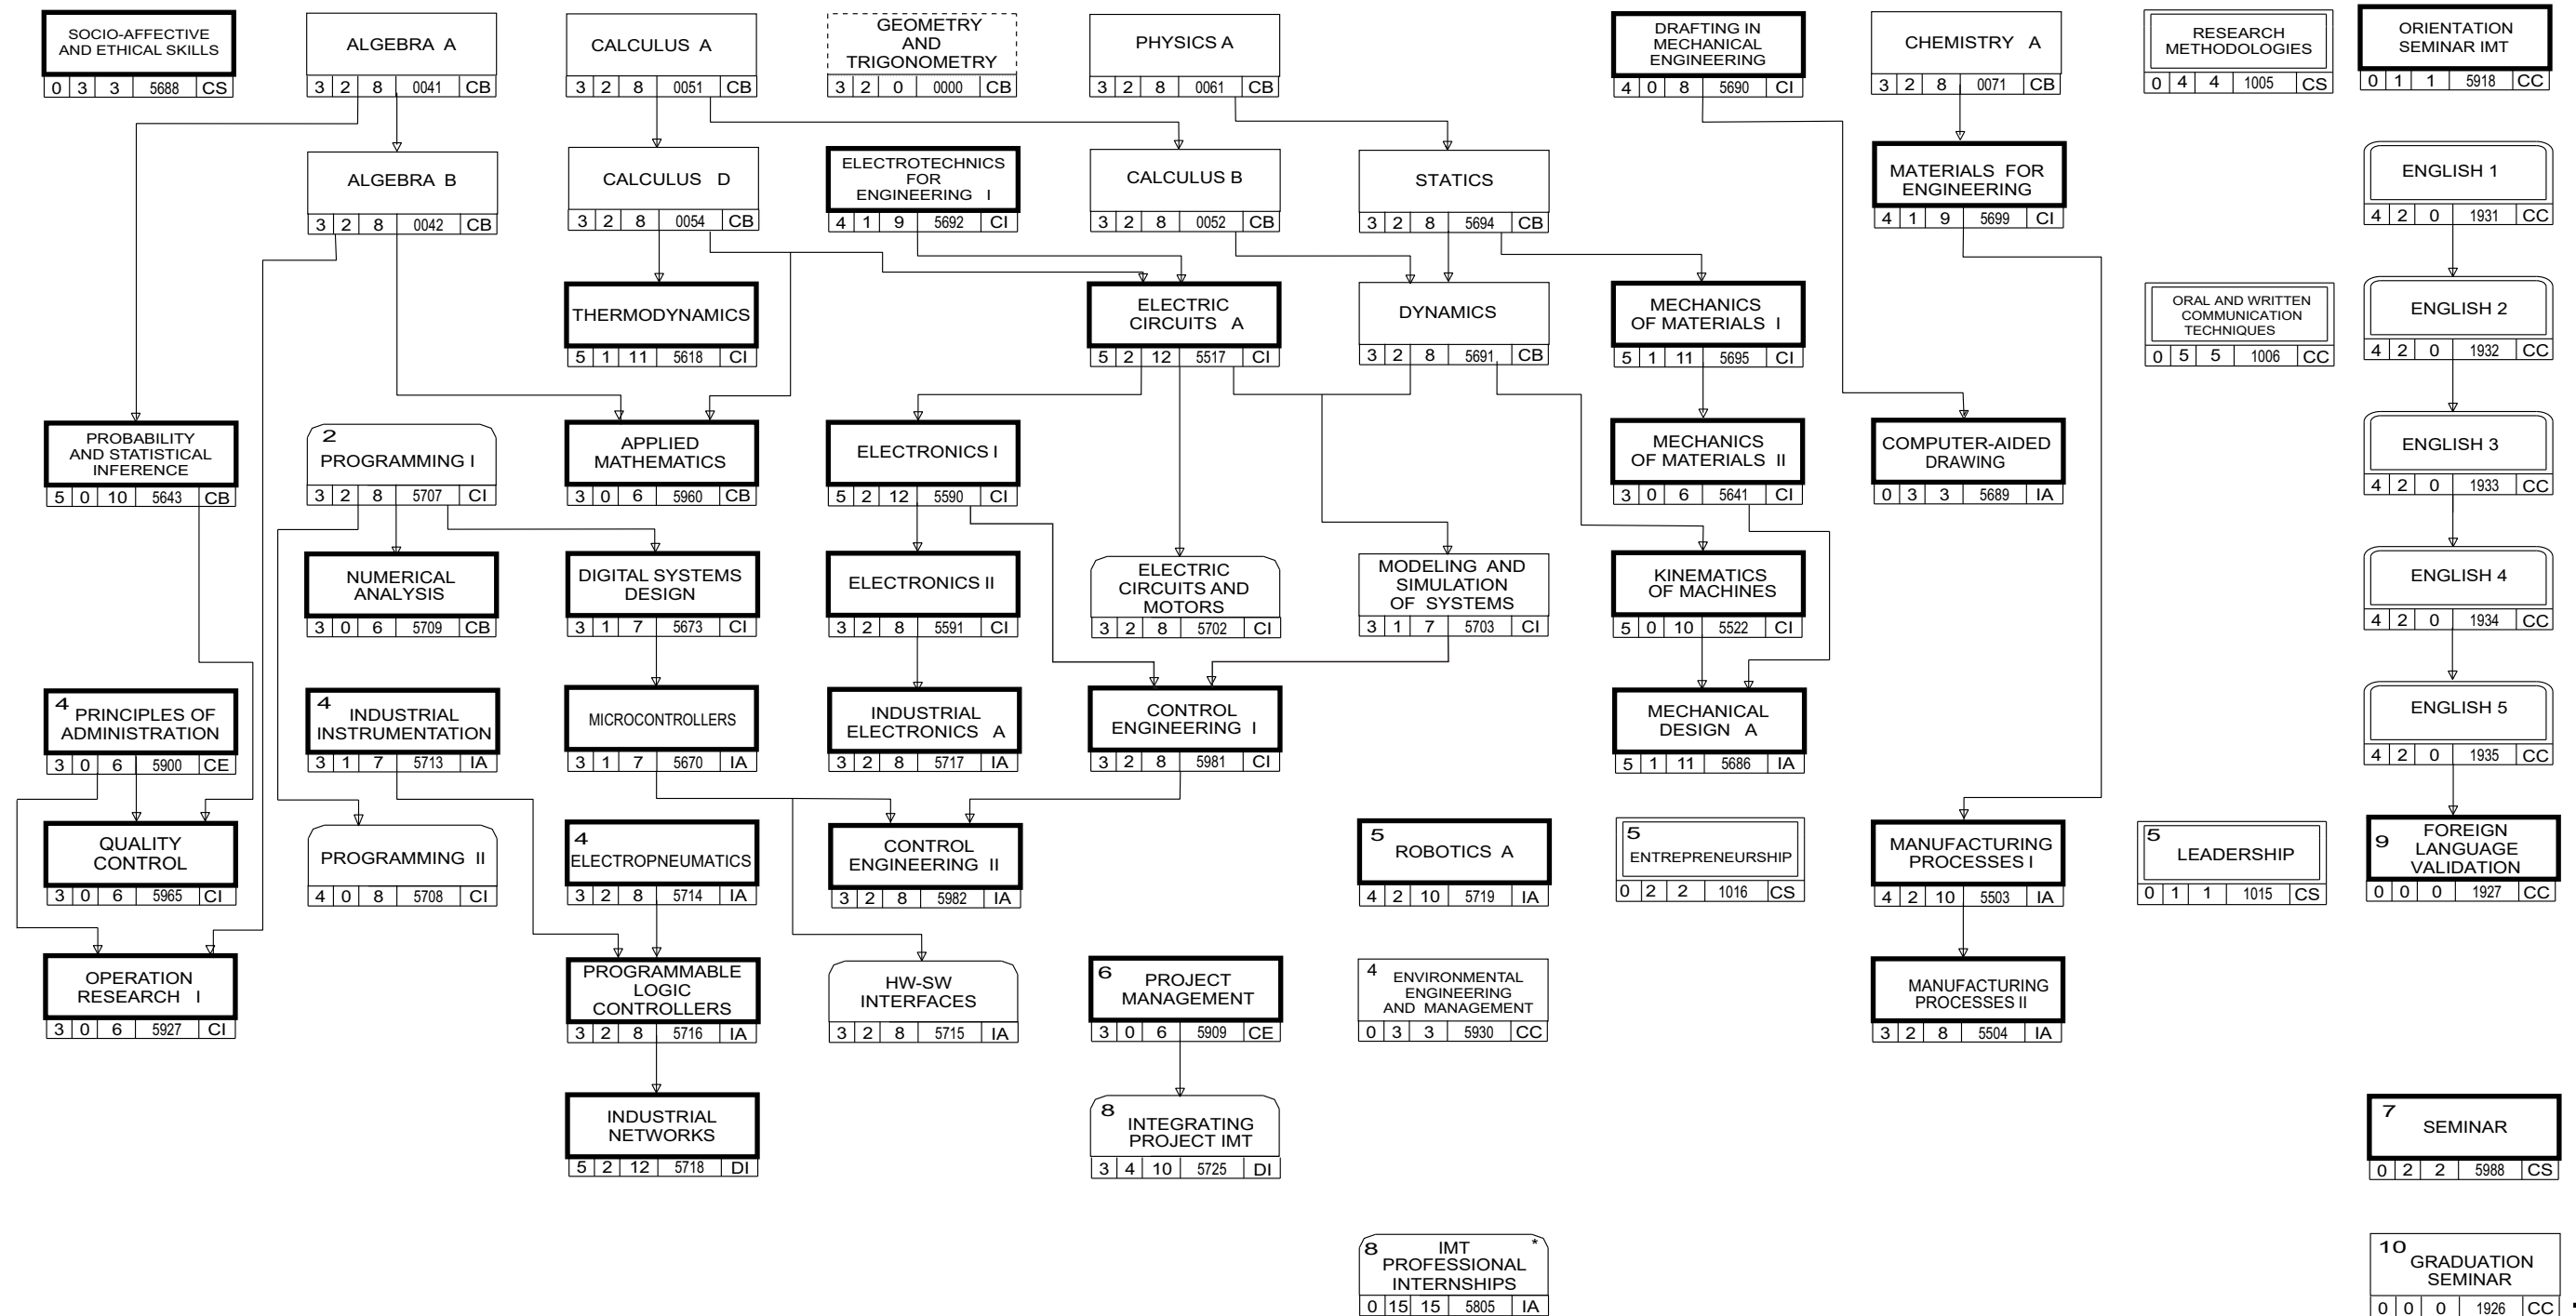 SOCIO-AFFECTIVE
AND ETHICAL SKILLS
0 3 3 5688 CS
ALGEBRA A
3 2 8 0041 CB
CALCULUS A
3 2 8 0051 CB
GEOMETRY
AND
TRIGONOMETRY
3 2 0 0000 CB
PHYSICS A
3 2 8 0061 CB
DRAFTING IN
MECHANICAL
ENGINEERING
4 0 8 5690 CI
CHEMISTRY A
3 2 8 0071 CB
RESEARCH
METHODOLOGIES
0 4 4 1005 CS
ORIENTATION
SEMINAR IMT
0 1 1 5918 CC
ALGEBRA B
3 2 8 0042 CB
CALCULUS D
3 2 8 0054 CB
ELECTROTECHNICS
FOR
ENGINEERING I
4 1 9 5692 CI
CALCULUS B
3 2 8 0052 CB
STATICS
3 2 8 5694 CB
MATERIALS FOR
ENGINEERING
4 1 9 5699 CI
ENGLISH 1
4 2 0 1931 CC
THERMODYNAMICS
5 1 11 5618 CI
ELECTRIC
CIRCUITS A
5 2 12 5517 CI
DYNAMICS
3 2 8 5691 CB
MECHANICS
OF MATERIALS I
5 1 11 5695 CI
ORAL AND WRITTEN
COMMUNICATION
TECHNIQUES
0 5 5 1006 CC
ENGLISH 2
4 2 0 1932 CC
PROBABILITY
AND STATISTICAL
INFERENCE
5 0 10 5643 CB
2
PROGRAMMING I
3 2 8 5707 CI
APPLIED
MATHEMATICS
3 0 6 5960 CB
ELECTRONICS I
5 2 12 5590 CI
MECHANICS
OF MATERIALS II
3 0 6 5641 CI
COMPUTER-AIDED
DRAWING
0 3 3 5689 IA
ENGLISH 3
4 2 0 1933 CC
NUMERICAL
ANALYSIS
3 0 6 5709 CB
DIGITAL SYSTEMS
DESIGN
3 1 7 5673 CI
ELECTRONICS II
3 2 8 5591 CI
ELECTRIC
CIRCUITS AND
MOTORS
3 2 8 5702 CI
MODELING AND
SIMULATION
OF SYSTEMS
3 1 7 5703 CI
KINEMATICS
OF MACHINES
5 0 10 5522 CI
ENGLISH 4
4 2 0 1934 CC
4
PRINCIPLES OF
ADMINISTRATION
3 0 6 5900 CE
4
INDUSTRIAL
INSTRUMENTATION
3 1 7 5713 IA
MICROCONTROLLERS
3 1 7 5670 IA
INDUSTRIAL
ELECTRONICS A
3 2 8 5717 IA
CONTROL
ENGINEERING I
3 2 8 5981 CI
MECHANICAL
DESIGN A
5 1 11 5686 IA
ENGLISH 5
4 2 0 1935 CC
QUALITY
CONTROL
3 0 6 5965 CI
PROGRAMMING II
4 0 8 5708 CI
4
ELECTROPNEUMATICS
3 2 8 5714 IA
CONTROL
ENGINEERING II
3 2 8 5982 IA
5
ROBOTICS A
4 2 10 5719 IA
5
ENTREPRENEURSHIP
0 2 2 1016 CS
MANUFACTURING
PROCESSES I
4 2 10 5503 IA
5
LEADERSHIP
0 1 1 1015 CS
9
FOREIGN
LANGUAGE
VALIDATION
0 0 0 1927 CC
OPERATION
RESEARCH I
3 0 6 5927 CI
PROGRAMMABLE
LOGIC
CONTROLLERS
3 2 8 5716 IA
HW-SW
INTERFACES
3 2 8 5715 IA
6
PROJECT
MANAGEMENT
3 0 6 5909 CE
4
ENVIRONMENTAL
ENGINEERING
AND MANAGEMENT
0 3 3 5930 CC
MANUFACTURING
PROCESSES II
3 2 8 5504 IA
INDUSTRIAL
NETWORKS
5 2 12 5718 DI
8
INTEGRATING
PROJECT IMT
3 4 10 5725 DI
7
SEMINAR
0 2 2 5988 CS
8
IMT *
PROFESSIONAL
INTERNSHIPS
0 15 15 5805 IA
10
GRADUATION
SEMINAR
0 0 0 1926 CC